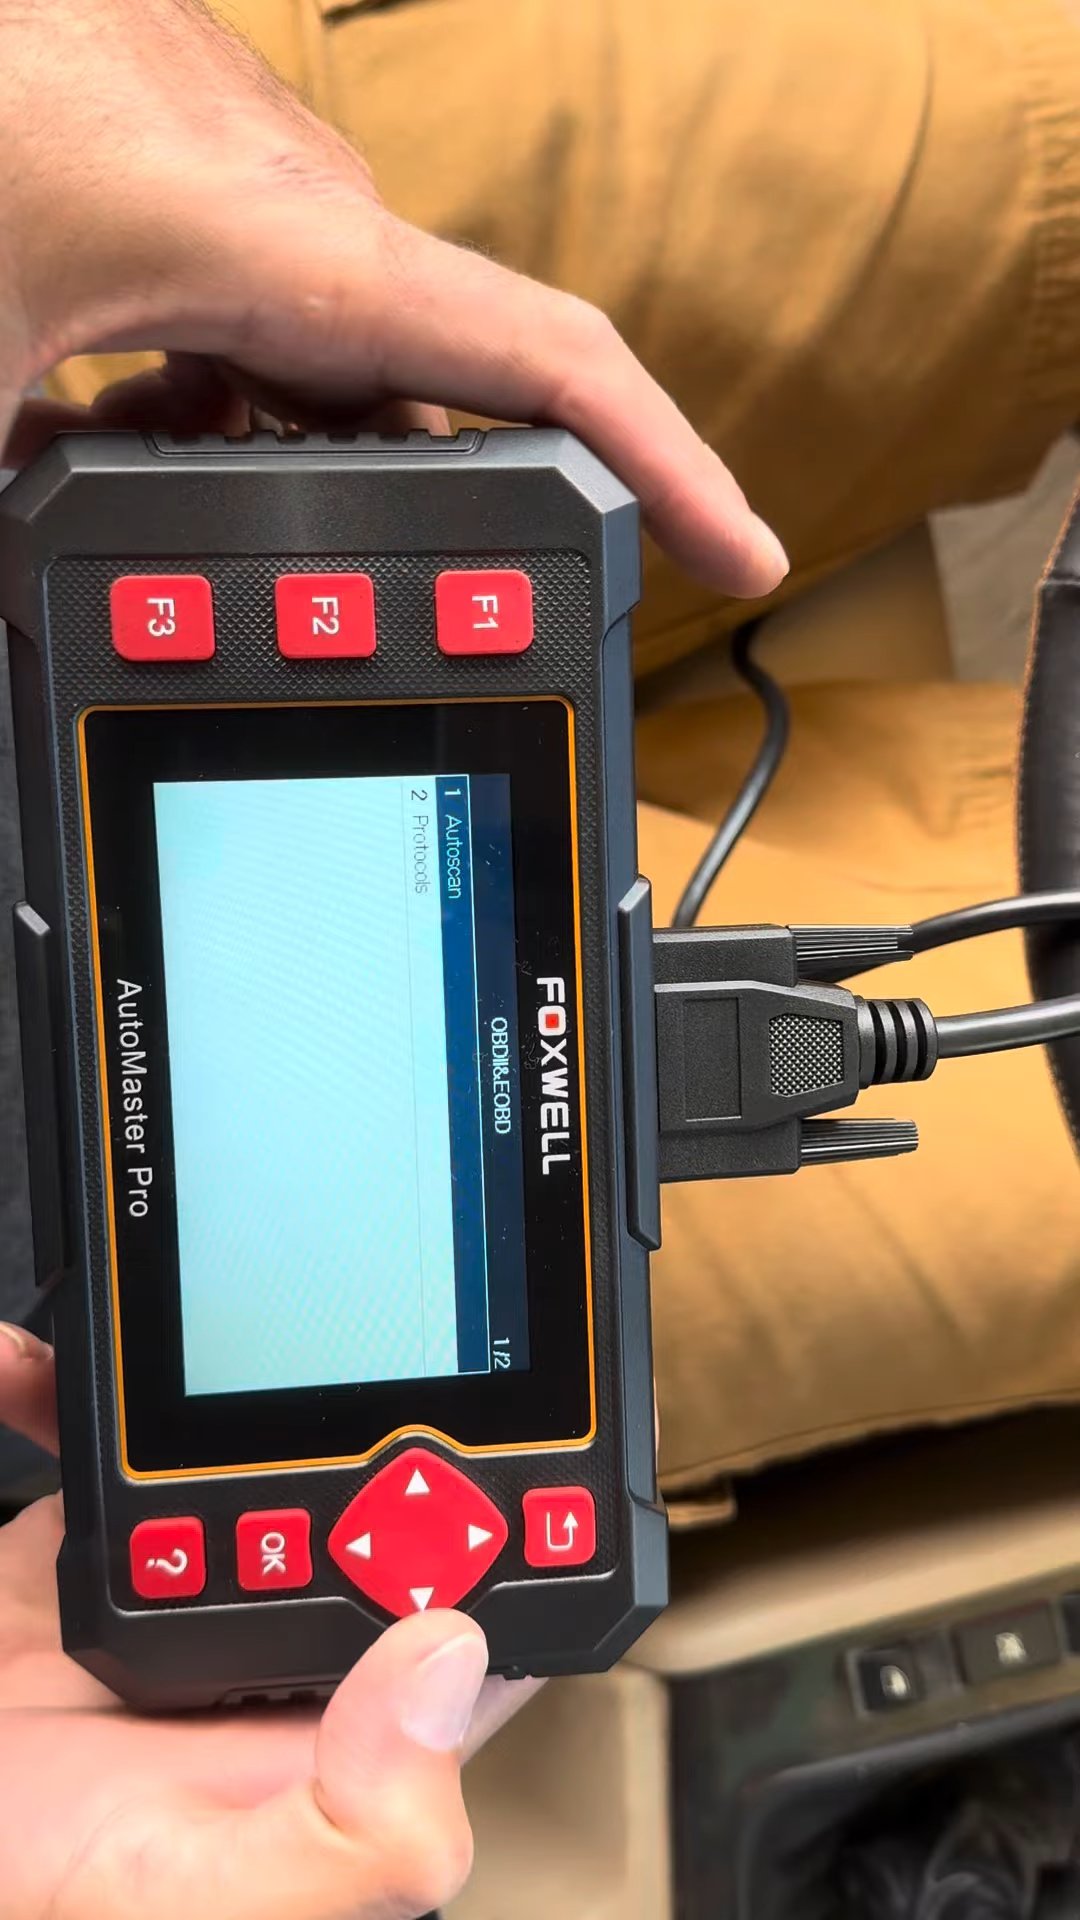 FOXWELL
OBDII&EOBD 1/2
1 Autoscan
2 Protocols
AutoMaster Pro
F1
F2
F3
OK
?